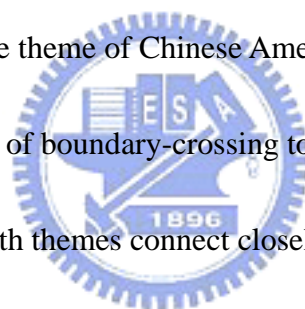 e theme of Chinese Ame
E S A
of boundary-crossing to
1896
th themes connect closel